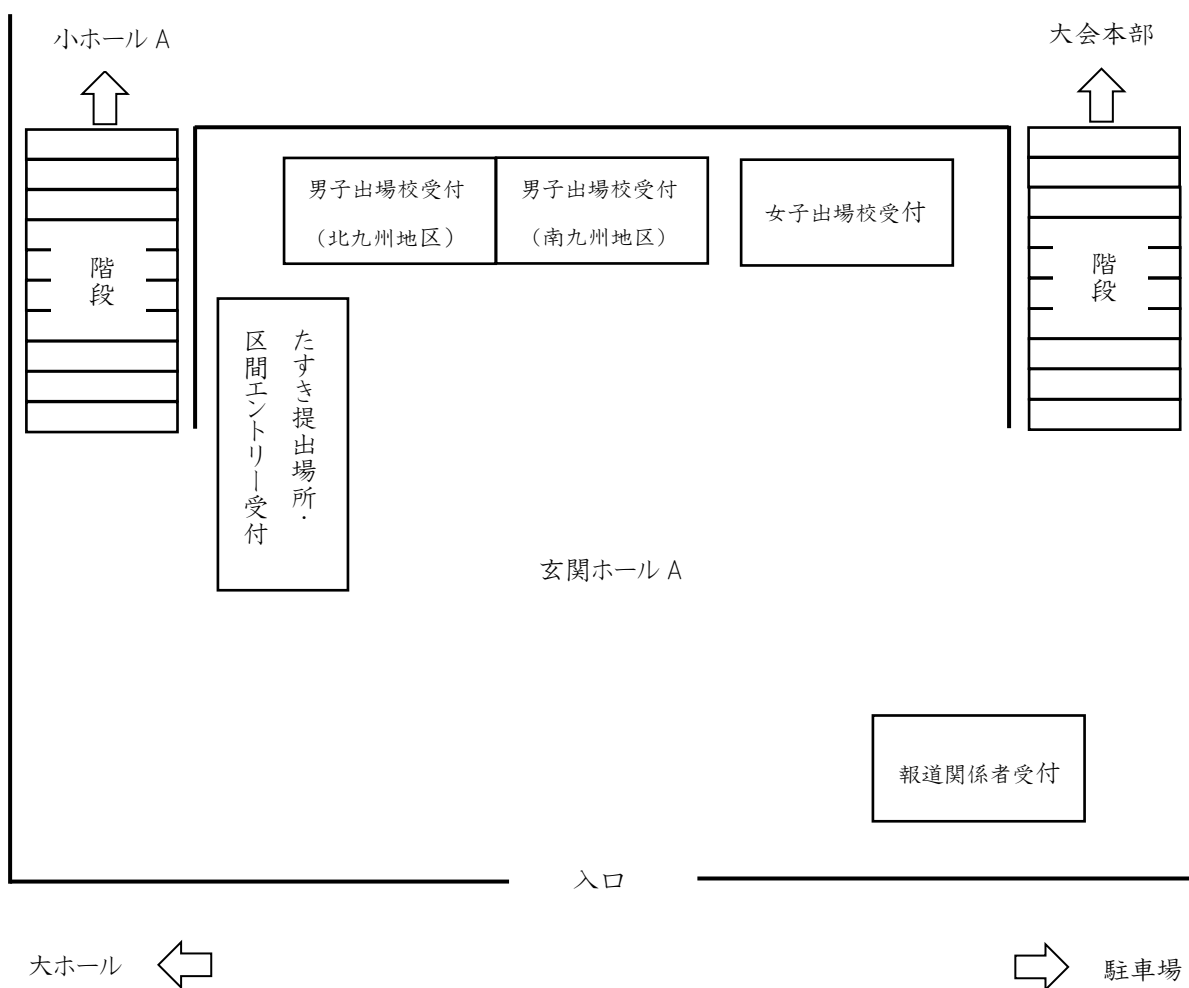 小ホール A
大会本部
男子出場校受付
（北九州地区）
男子出場校受付
（南九州地区）
女子出場校受付
階段
階段
たすき提出場所・
区間エントリー受付
玄関ホール A
報道関係者受付
入口
大ホール
駐車場